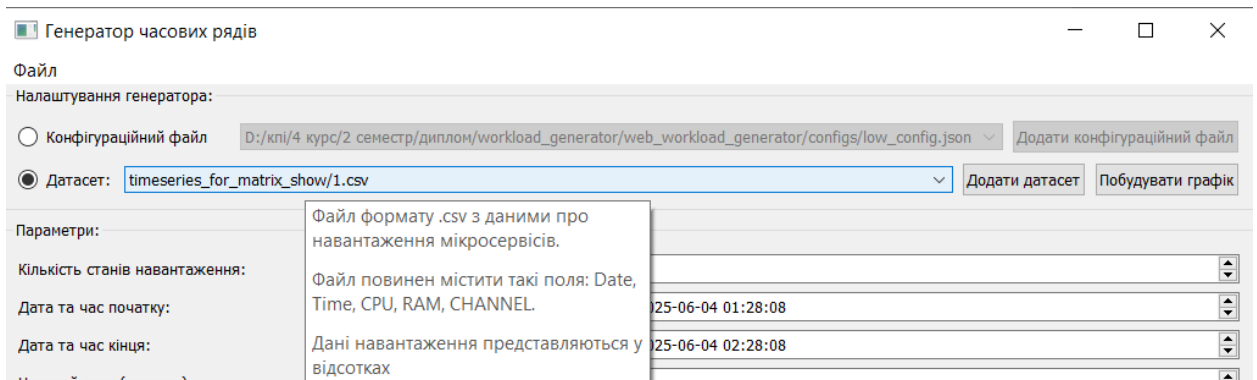 Генератор часових рядів
Файл
Налаштування генератора:
Конфігураційний файл D:/кпі/4 курс/2 семестр/диплом/workload_generator/web_workload_generator/configs/low_config.json Додати конфігураційний файл
Датасет: timeseries_for_matrix_show/1.csv Додати датасет Побудувати графік
Параметри:
Файл формату .csv з даними про
навантаження мікросервісів.
Файл повинен містити такі поля: Date,
Time, CPU, RAM, CHANNEL.
Дані навантаження представляються у
відсотках
Кількість станів навантаження:
Дата та час початку: 025-06-04 01:28:08
Дата та час кінця: 025-06-04 02:28:08